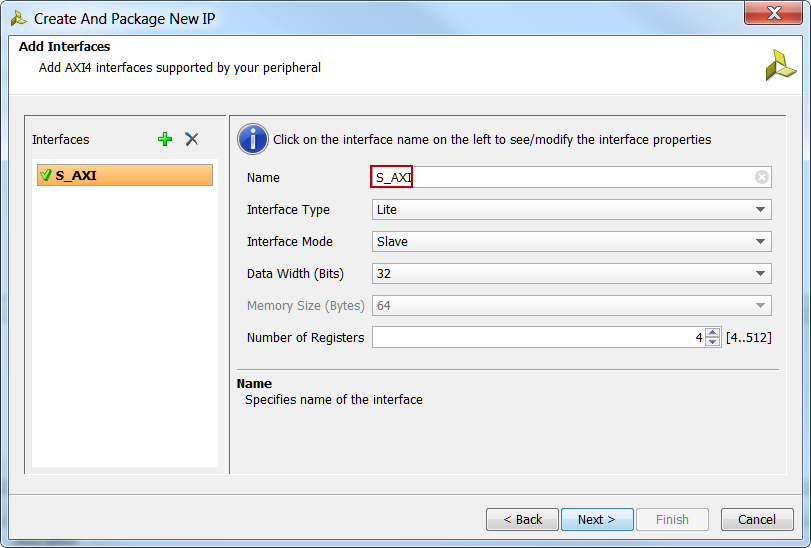 Create And Package New IP
Add Interfaces
Add AXI4 interfaces supported by your peripheral
Interfaces
S_AXI
Click on the interface name on the left to see/modify the interface properties
Name S_AXI
Interface Type Lite
Interface Mode Slave
Data Width (Bits) 32
Memory Size (Bytes) 64
Number of Registers 4 [4..512]
Name
Specifies name of the interface
< Back Next > Finish Cancel